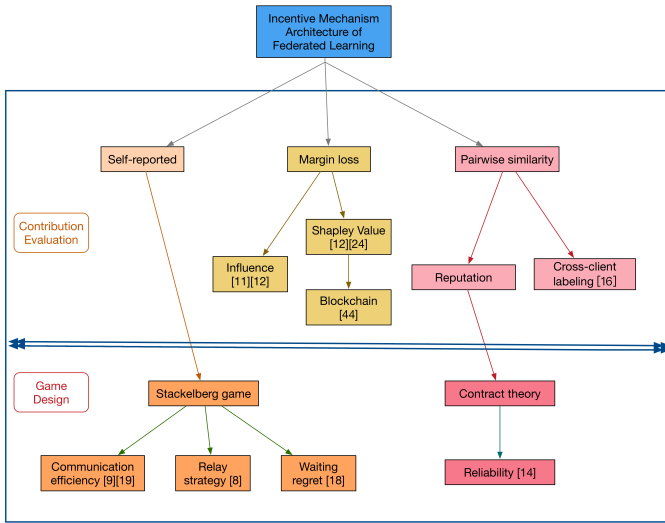 Incentive Mechanism
Architecture of
Federated Learning
Self-reported
Margin loss
Pairwise similarity
Contribution
Evaluation
Shapley Value
[12][24]
Influence
[11][12]
Reputation
Cross-client
labeling [16]
Blockchain
[44]
Game
Design
Stackelberg game
Contract theory
Communication
efficiency [9][19]
Relay
strategy [8]
Waiting
regret [18]
Reliability [14]